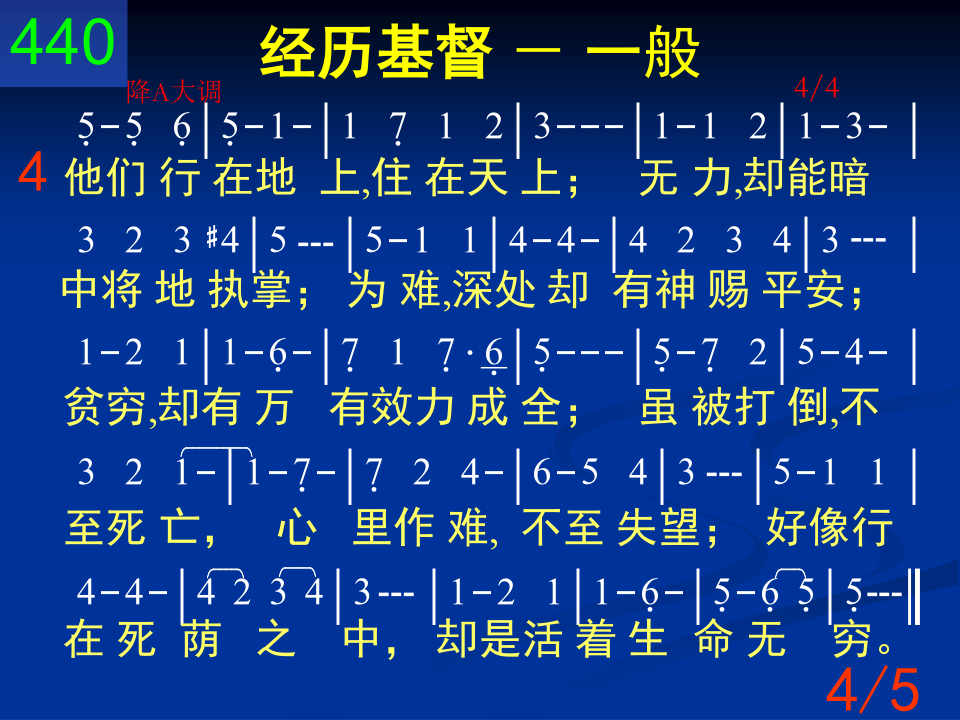 440
经历基督 － 一般
降A大调 4/4
5̣-5̣ 6̣|5̣-1-|1 7̣ 1 2|3---|1-1 2|1-3-|
4 他们 行 在地 上,住 在天 上； 无 力,却能暗
3 2 3 #4|5 ---|5-1 1|4-4-|4 2 3 4|3 ---|
中将 地 执掌； 为 难,深处 却 有神 赐 平安；
1-2 1|1-6̣-|7̣ 1 7̣·6̣|5̣---|5̣-7̣ 2|5-4-|
贫穷,却有 万 有效力 成 全； 虽 被打 倒,不
3 2 1-|1-7̣-|7̣ 2 4-|6-5 4|3 ---|5-1 1|
至死 亡， 心 里作 难, 不至 失望； 好像行
4-4-|4 2 3 4|3---|1-2 1|1-6̣-|5̣-6̣ 5̣|5̣---‖
在 死 荫 之 中， 却是活 着 生 命 无 穷。
4/5